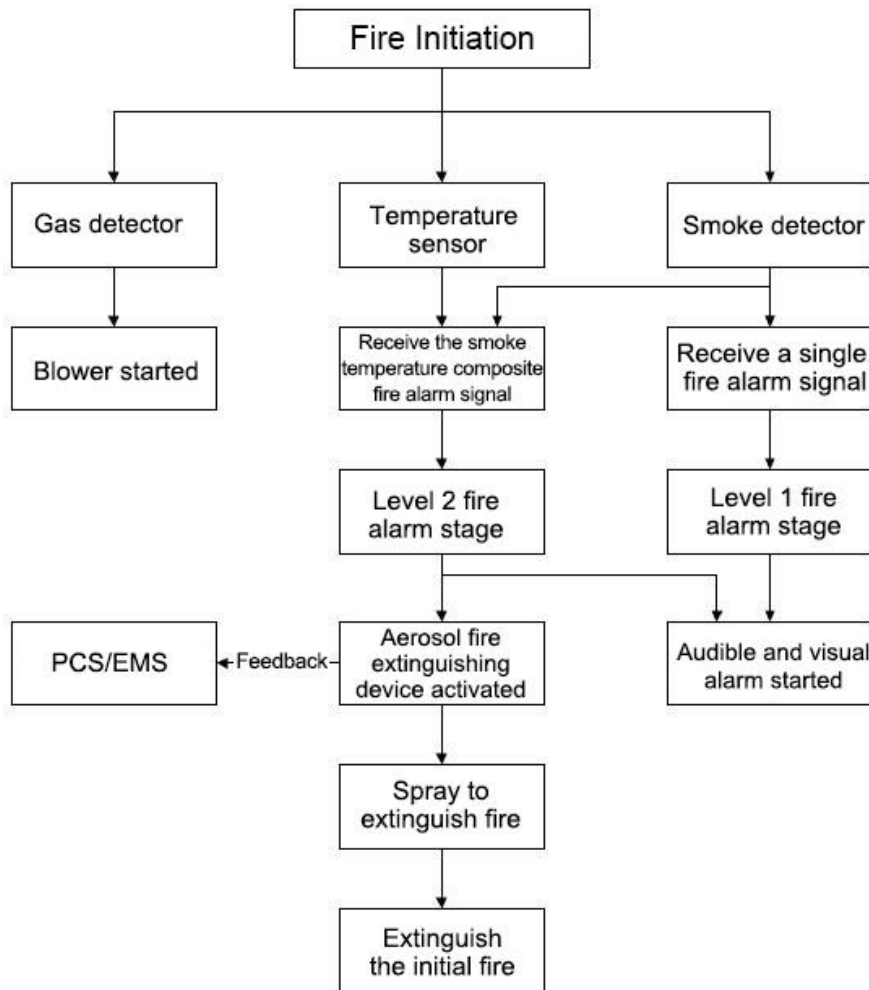 Fire Initiation
Gas detector
Temperature
sensor
Smoke detector
Blower started
Receive the smoke
temperature composite
fire alarm signal
Receive a single
fire alarm signal
Level 2 fire
alarm stage
Level 1 fire
alarm stage
PCS/EMS
Feedback
Aerosol fire
extinguishing
device activated
Audible and visual
alarm started
Spray to
extinguish fire
Extinguish
the initial fire